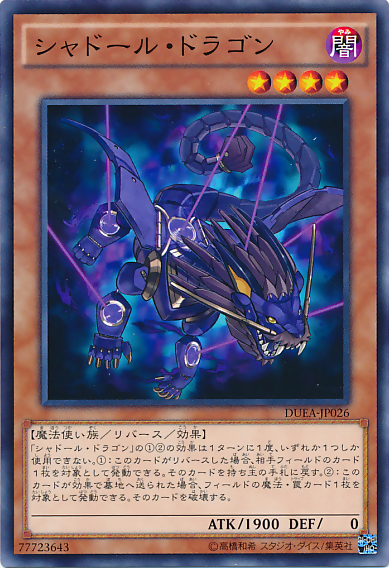 シャドール・ドラゴン
闇
DUEA-JP026
【魔法使い族／リバース／効果】
「シャドール・ドラゴン」の①②の効果は１ターンに１度、いずれか１つしか
使用できない。①：このカードがリバースした場合、相手フィールドのカード
１枚を対象として発動できる。そのカードを持ち主の手札に戻す。②：このカード
が効果で墓地へ送られた場合、フィールドの魔法・罠カード１枚を
対象として発動できる。そのカードを破壊する。
ATK/1900 DEF/ 0
77723643
©高橋和希 スタジオ・ダイス/集英社